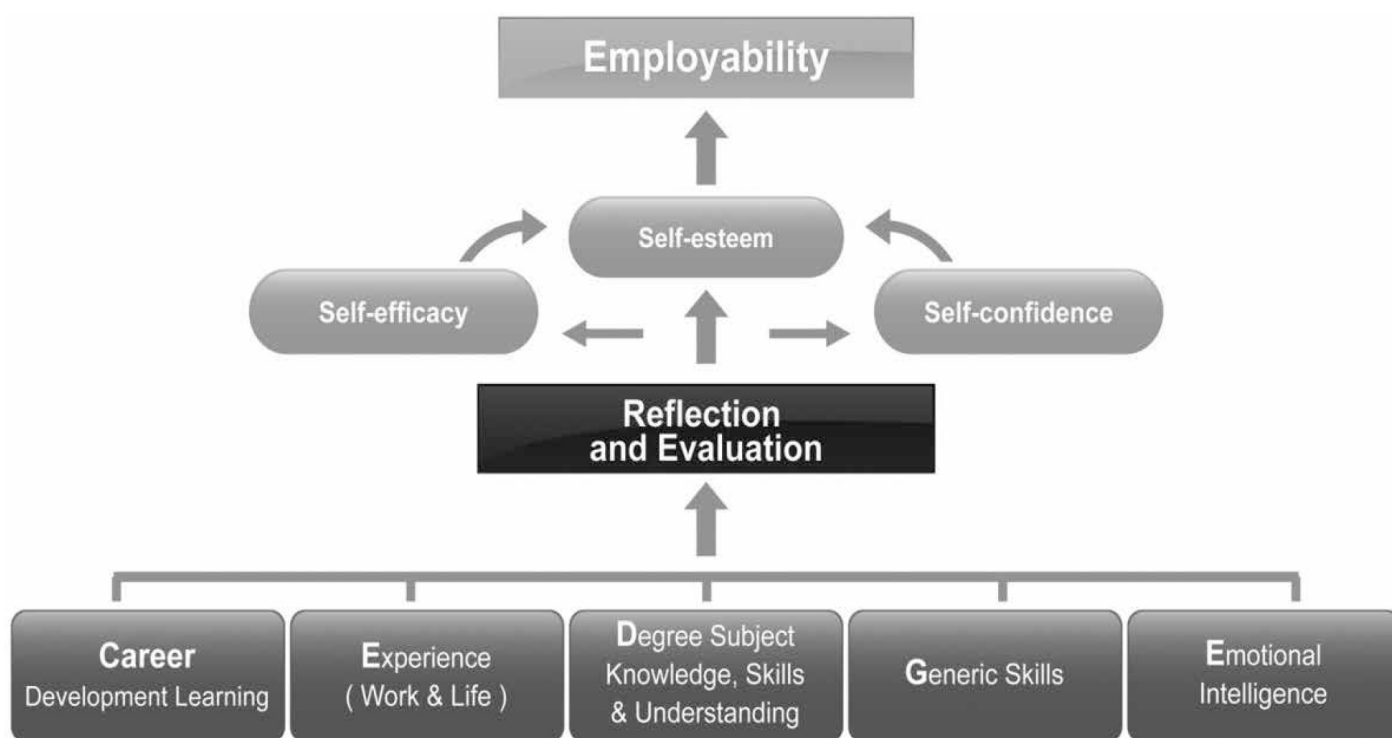 Employability
Self-esteem
Self-efficacy
Self-confidence
Reflection
and Evaluation
Career
Development Learning
Experience
( Work & Life )
Degree Subject
Knowledge, Skills
& Understanding
Generic Skills
Emotional
Intelligence